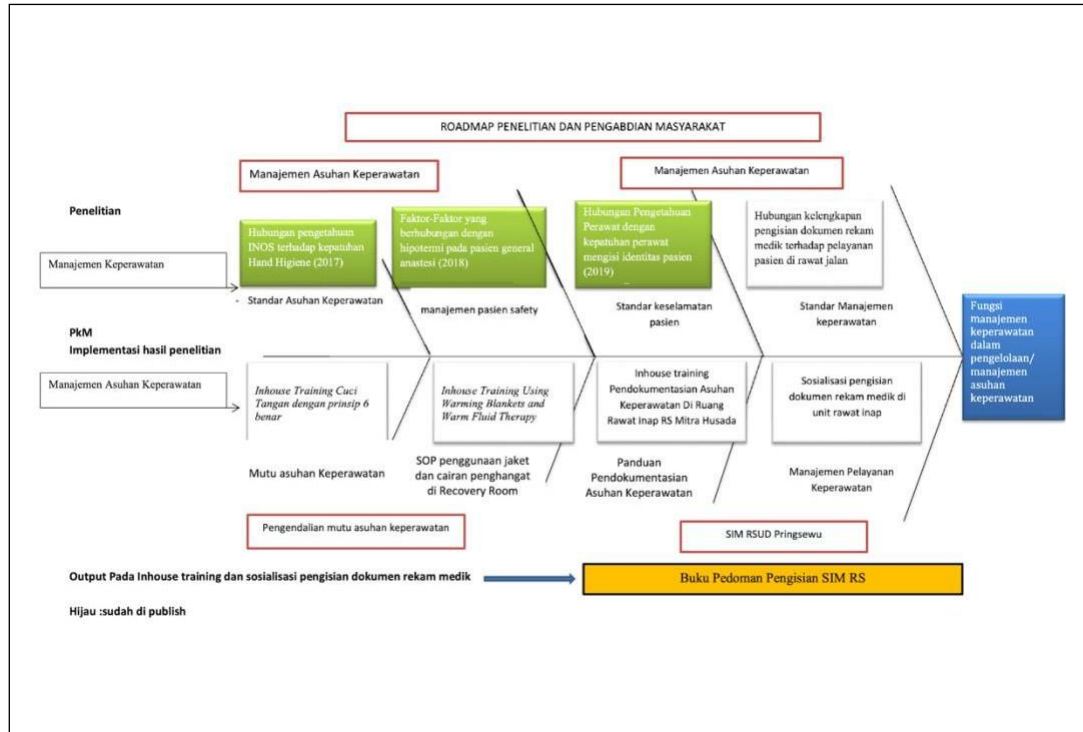 ROADMAP PENELITIAN DAN PENGABDIAN MASYARAKAT
Manajemen Asuhan Keperawatan
Manajemen Asuhan Keperawatan
Penelitian
Manajemen Keperawatan
Hubungan pengetahuan
INOS terhadap kepatuhan
Hand Higiene (2017)
Faktor-Faktor yang
berhubungan dengan
hipotermi pada pasien general
anastesi (2018)
Hubungan Pengetahuan
Perawat dengan
kepatuhan perawat
mengisi identitas pasien
(2019)
Hubungan kelengkapan
pengisian dokumen rekam
medik terhadap pelayanan
pasien di rawat jalan
- Standar Asuhan Keperawatan
manajemen pasien safety
Standar keselamatan
pasien
Standar Manajemen
keperawatan
Fungsi
manajemen
keperawatan
dalam
pengelolaan/
manajemen
asuhan
keperawatan
PkM
Implementasi hasil penelitian
Manajemen Asuhan Keperawatan
Inhouse Training Cuci
Tangan dengan prinsip 6
benar
Inhouse Training Using
Warming Blankets and
Warm Fluid Therapy
Inhouse training
Pendokumentasian Asuhan
Keperawatan Di Ruang
Rawat Inap RS Mitra Husada
Sosialisasi pengisian
dokumen rekam medik di
unit rawat inap
Mutu asuhan Keperawatan
SOP penggunaan jaket
dan cairan penghangat
di Recovery Room
Panduan
Pendokumentasian
Asuhan Keperawatan
Manajemen Pelayanan
Keperawatan
Pengendalian mutu asuhan keperawatan
SIM RSUD Pringsewu
Output Pada Inhouse training dan sosialisasi pengisian dokumen rekam medik
Buku Pedoman Pengisian SIM RS
Hijau :sudah di publish